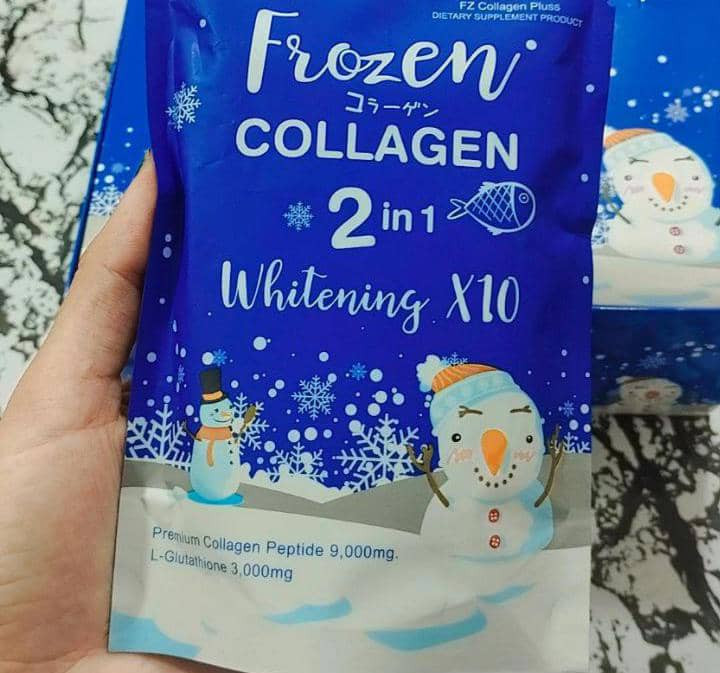 FZ Collagen Pluss
DIETARY SUPPLEMENT PRODUCT
Frozen
コラーゲン
COLLAGEN
2 in 1
Whitening X10
Premium Collagen Peptide 9,000mg.
L-Glutathione 3,000mg